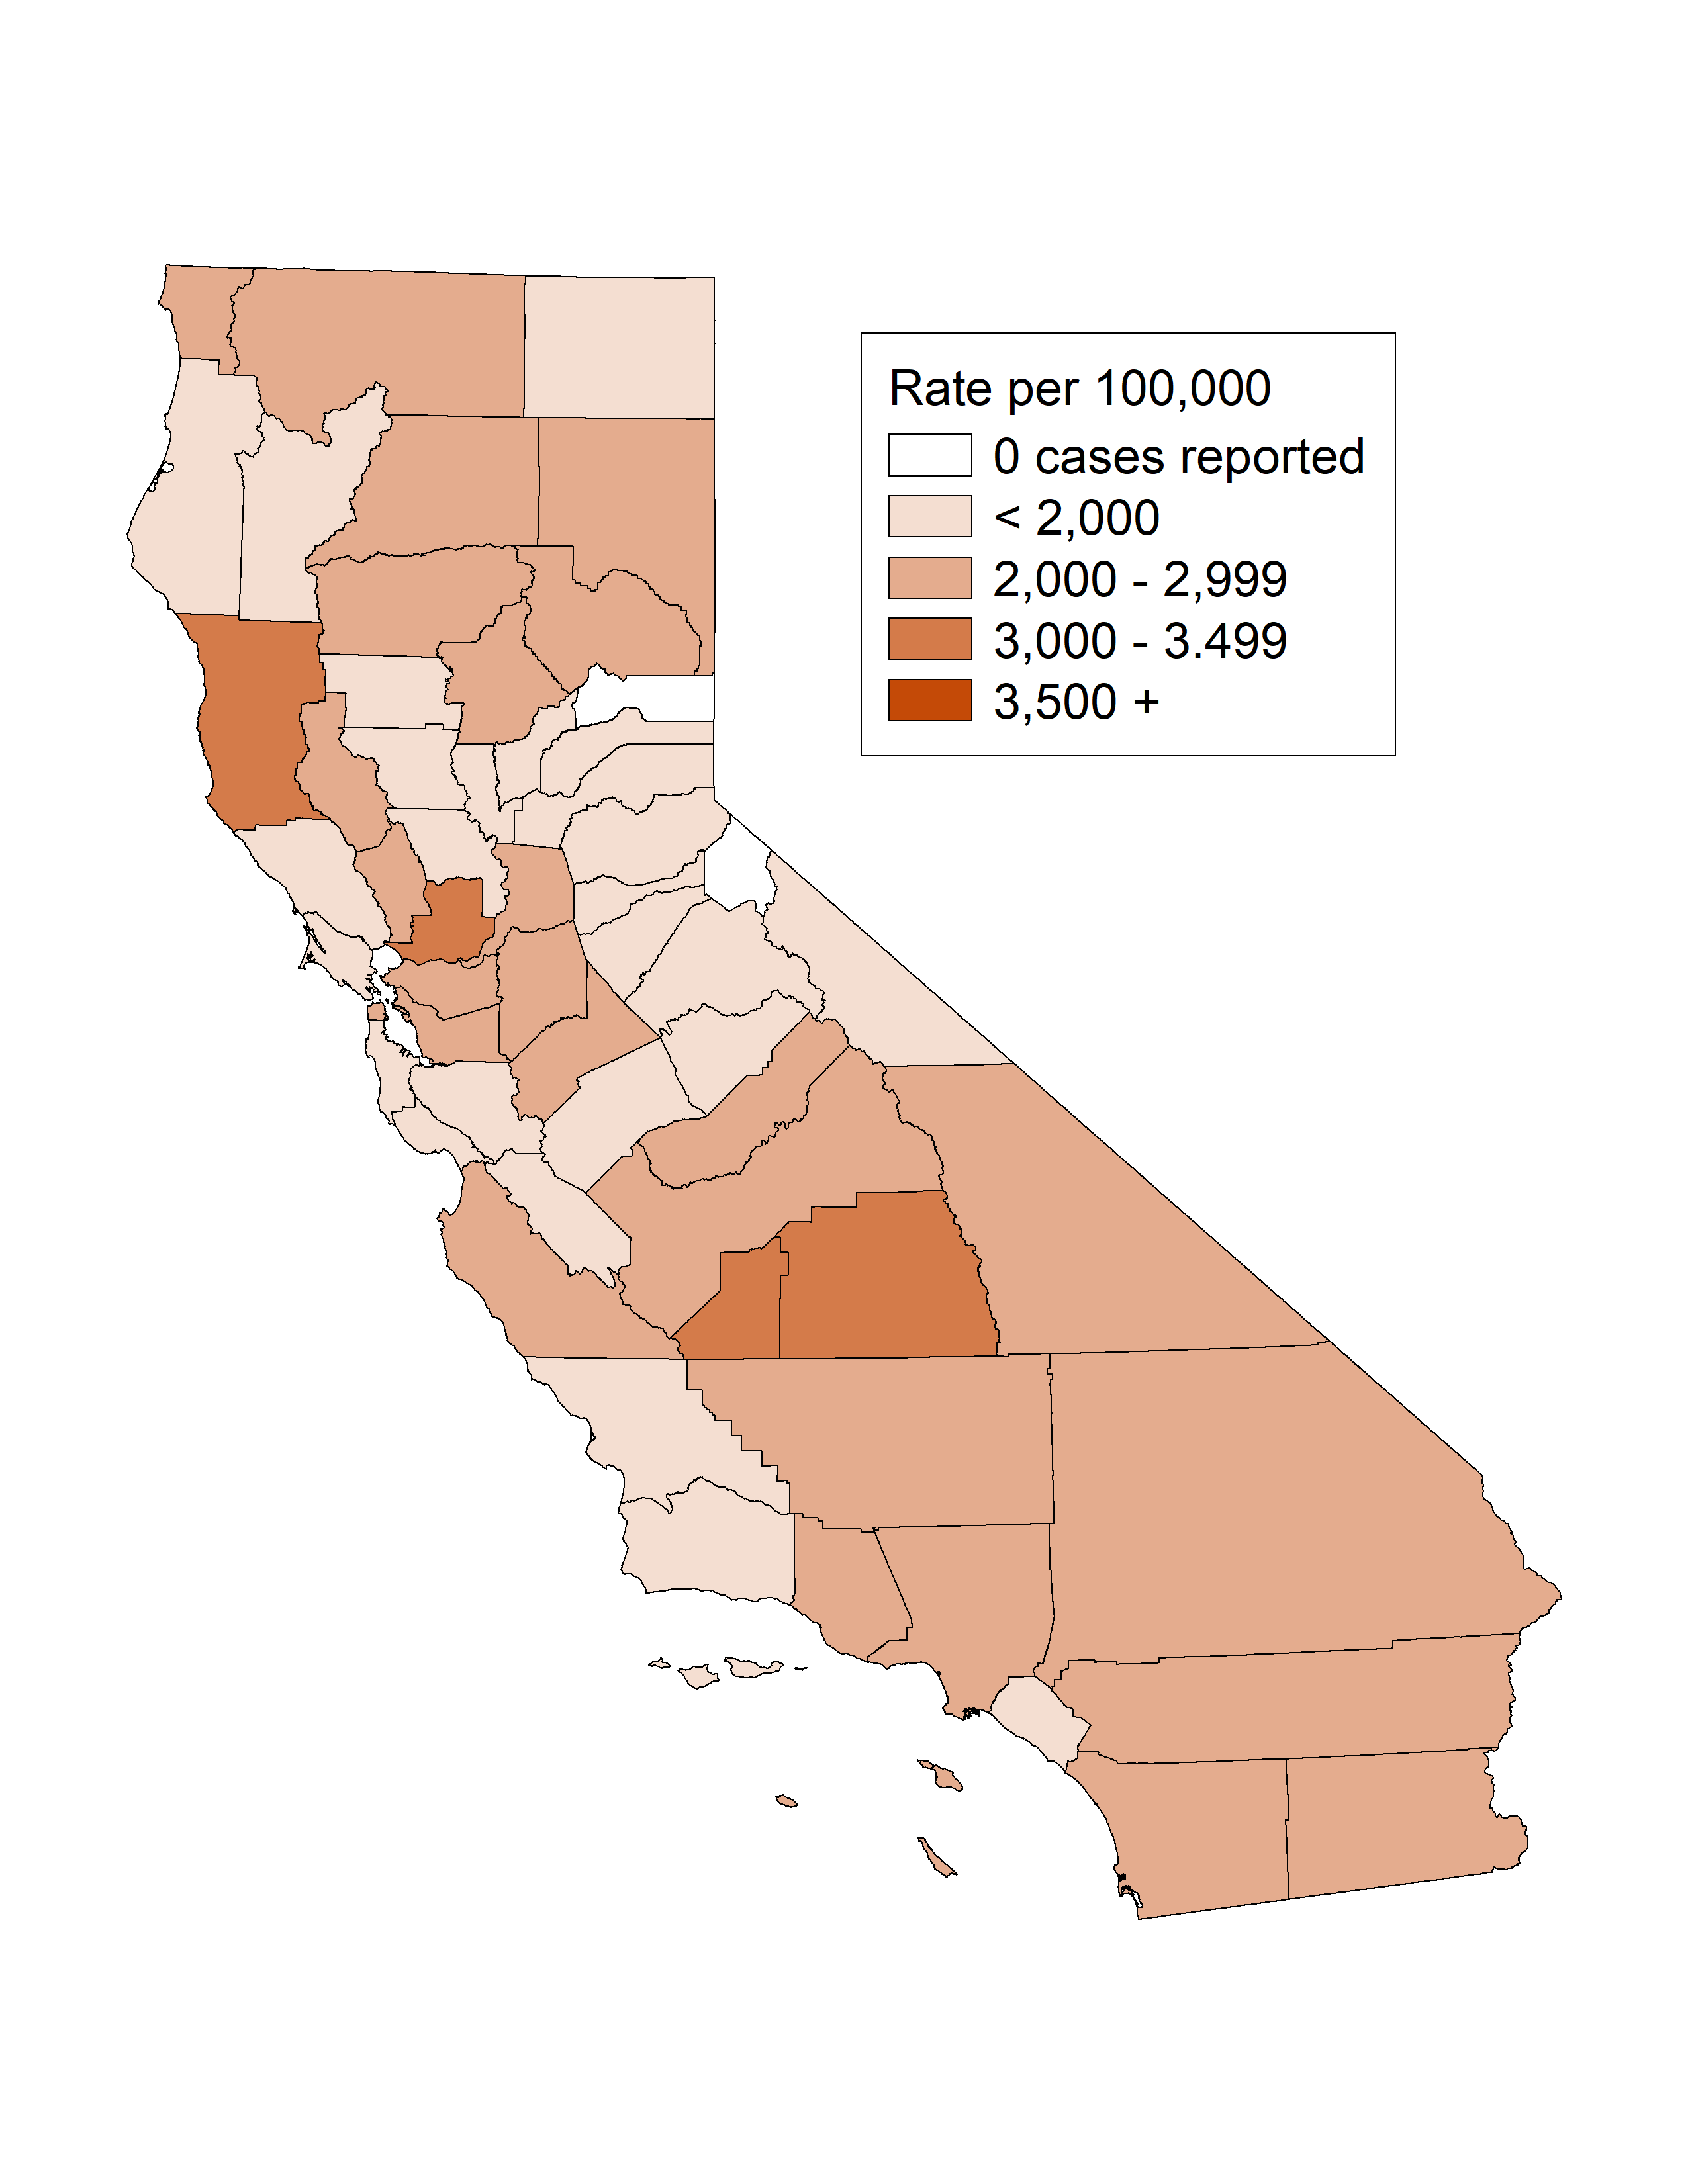 Rate per 100,000
0 cases reported
< 2,000
2,000 - 2,999
3,000 - 3.499
3,500 +